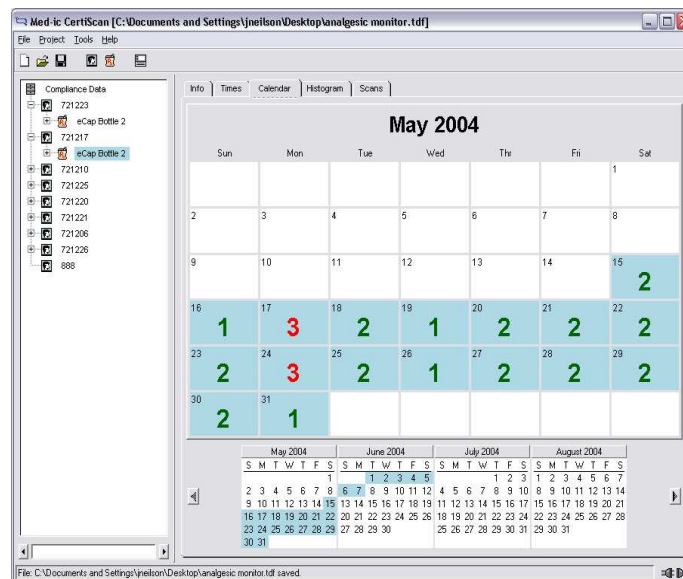 Med-ic CertiScan [C:\Documents and Settings\jneilson\Desktop\analgesic monitor.tdf]
File Project Tools Help
Compliance Data
721223
eCap Bottle 2
721217
eCap Bottle 2
721210
721225
721220
721221
721206
721226
888
Info Times Calendar Histogram Scans
May 2004
Sun Mon Tue Wed Thr Fri Sat
1
2 3 4 5 6 7 8
9 10 11 12 13 14 15
2
16 17 18 19 20 21 22
1 3 2 1 2 2 2
23 24 25 26 27 28 29
2 3 2 1 2 2 2
30 31
2 1
May 2004 June 2004 July 2004 August 2004
S M T W T F S S M T W T F S S M T W T F S S M T W T F S
1 1 2 3 4 5 1 2 3 1 2 3 4 5 6 7
2 3 4 5 6 7 8 6 7 8 9 10 11 12 4 5 6 7 8 9 10 8 9 10 11 12 13 14
9 10 11 12 13 14 15 13 14 15 16 17 18 19 11 12 13 14 15 16 17 15 16 17 18 19 20 21
16 17 18 19 20 21 22 20 21 22 23 24 25 26 18 19 20 21 22 23 24 22 23 24 25 26 27 28
23 24 25 26 27 28 29 27 28 29 30 25 26 27 28 29 30 31 29 30 31
30 31
File: C:\Documents and Settings\jneilson\Desktop\analgesic monitor.tdf saved.